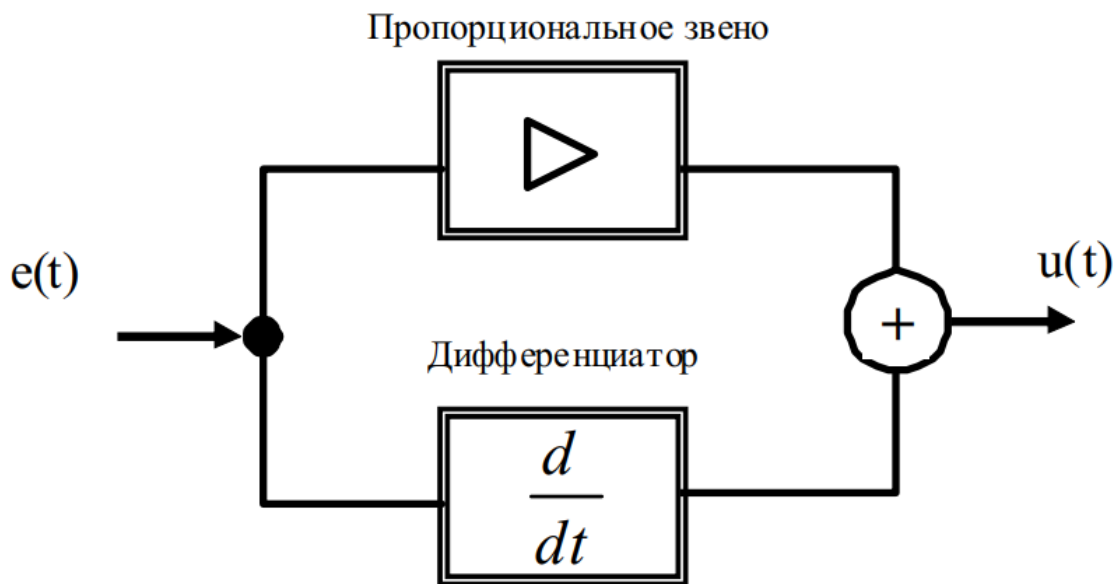 Пропорциональное звено
e(t)
u(t)
+
Дифференциатор
d
dt